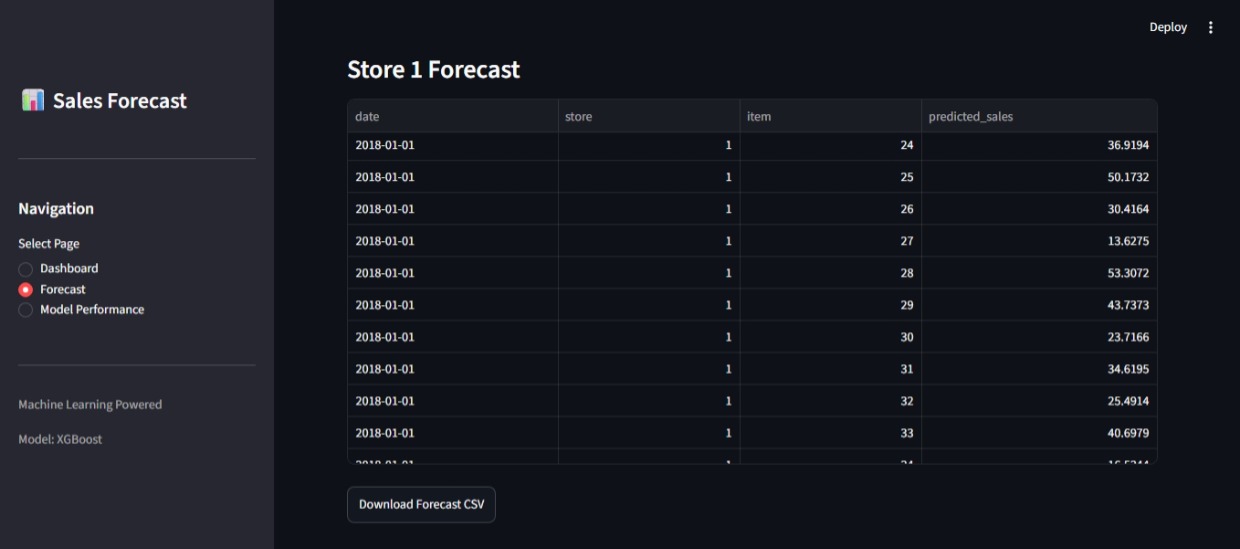 Deploy
📊 Sales Forecast
Navigation
Select Page
Dashboard
Forecast
Model Performance
Machine Learning Powered
Model: XGBoost
Store 1 Forecast
date store item predicted_sales
2018-01-01 1 24 36.9194
2018-01-01 1 25 50.1732
2018-01-01 1 26 30.4164
2018-01-01 1 27 13.6275
2018-01-01 1 28 53.3072
2018-01-01 1 29 43.7373
2018-01-01 1 30 23.7166
2018-01-01 1 31 34.6195
2018-01-01 1 32 25.4914
2018-01-01 1 33 40.6979
Download Forecast CSV